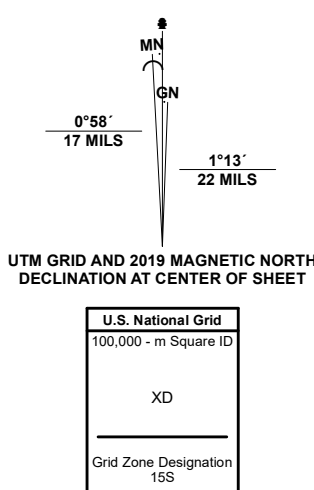 MN
GN
0°58´
17 MILS
1°13´
22 MILS
UTM GRID AND 2019 MAGNETIC NORTH
DECLINATION AT CENTER OF SHEET
U.S. National Grid
100,000 - m Square ID
XD
Grid Zone Designation
15S